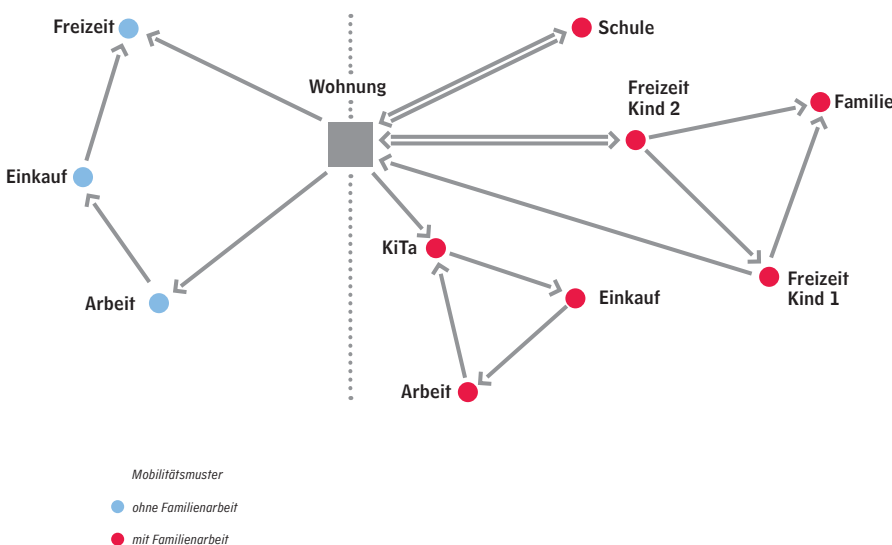 Freizeit
Schule
Wohnung
Freizeit
Kind 2
Familie
Einkauf
KiTa
Freizeit
Kind 1
Einkauf
Arbeit
Arbeit
Mobilitätsmuster
ohne Familienarbeit
mit Familienarbeit